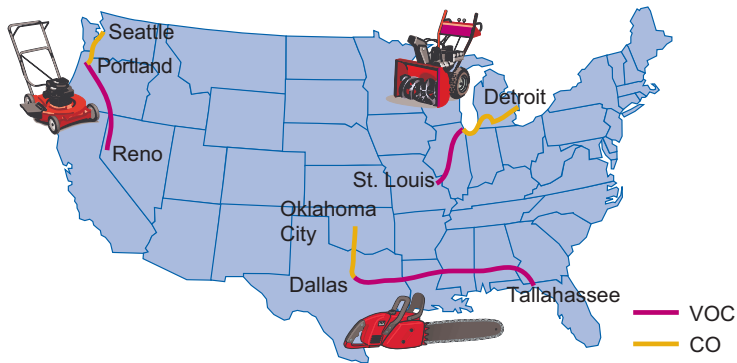 Seattle
Portland
Detroit
Reno
St. Louis
Oklahoma
City
Dallas
Tallahassee
VOC
CO